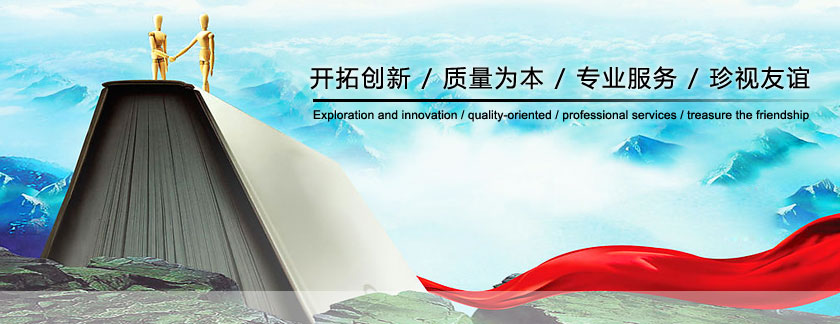 开拓创新 / 质量为本 / 专业服务 / 珍视友谊
Exploration and innovation / quality-oriented / professional services / treasure the friendship